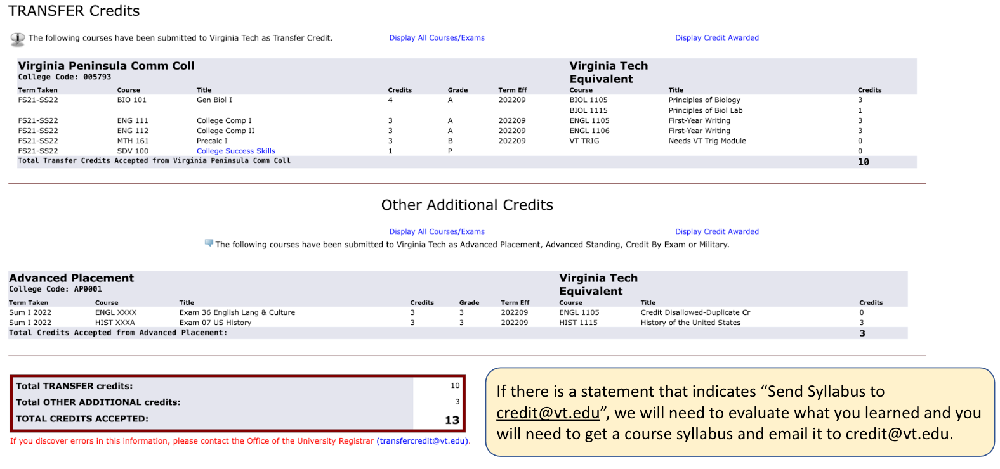 TRANSFER Credits
The following courses have been submitted to Virginia Tech as Transfer Credit. Display All Courses/Exams Display Credit Awarded
Virginia Peninsula Comm Coll Virginia Tech
College Code: 005793 Equivalent
Term Taken Course Title Credits Grade Term Eff Course Title Credits
FS21-SS22 BIO 101 Gen Biol I 4 A 202209 BIOL 1105 Principles of Biology 3
BIOL 1115 Principles of Biol Lab 1
FS21-SS22 ENG 111 College Comp I 3 A 202209 ENGL 1105 First-Year Writing 3
FS21-SS22 ENG 112 College Comp II 3 A 202209 ENGL 1106 First-Year Writing 3
FS21-SS22 MTH 161 Precalc I 3 B 202209 VT TRIG Needs VT Trig Module 0
FS21-SS22 SDV 100 College Success Skills 1 P 0
Total Transfer Credits Accepted from Virginia Peninsula Comm Coll 10
Other Additional Credits
Display All Courses/Exams Display Credit Awarded
The following courses have been submitted to Virginia Tech as Advanced Placement, Advanced Standing, Credit By Exam or Military.
Advanced Placement Virginia Tech
College Code: AP0001 Equivalent
Term Taken Course Title Credits Grade Term Eff Course Title Credits
Sum I 2022 ENGL XXXX Exam 36 English Lang & Culture 3 3 202209 ENGL 1105 Credit Disallowed-Duplicate Cr 0
Sum I 2022 HIST XXXA Exam 07 US History 3 3 202209 HIST 1115 History of the United States 3
Total Credits Accepted from Advanced Placement: 3
Total TRANSFER credits: 10
Total OTHER ADDITIONAL credits: 3
TOTAL CREDITS ACCEPTED: 13
If you discover errors in this information, please contact the Office of the University Registrar (transfercredit@vt.edu).
If there is a statement that indicates “Send Syllabus to
credit@vt.edu”, we will need to evaluate what you learned and you
will need to get a course syllabus and email it to credit@vt.edu.